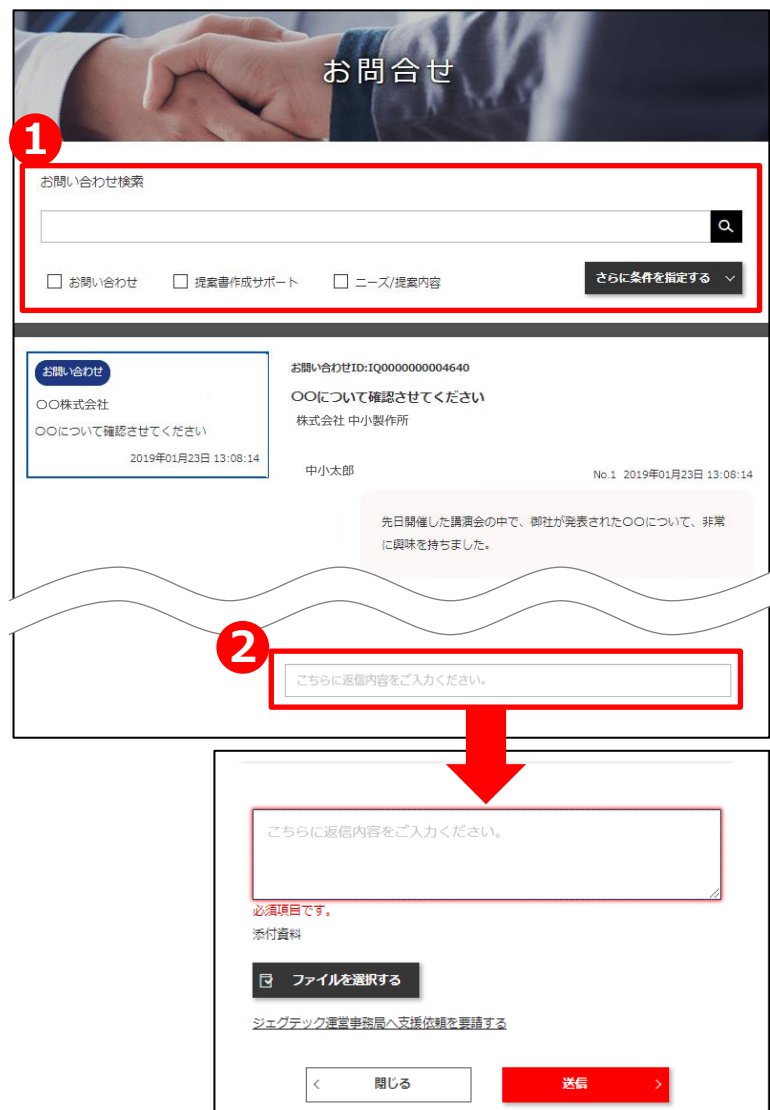 お問合せ
1
お問い合わせ検索
お問い合わせ
提案書作成サポート
ニーズ/提案内容
さらに条件を指定する
お問い合わせ
〇〇株式会社
〇〇について確認させてください
2019年01月23日 13:08:14
お問い合わせID:IQ0000000004640
〇〇について確認させてください
株式会社 中小製作所
中小太郎
No.1 2019年01月23日 13:08:14
先日開催した講演会の中で、御社が発表された〇〇について、非常
に興味を持ちました。
2
こちらに返信内容をご入力ください。
こちらに返信内容をご入力ください。
必須項目です。
添付資料
ファイルを選択する
ジェグテック運営事務局へ支援依頼を要請する
閉じる
送信